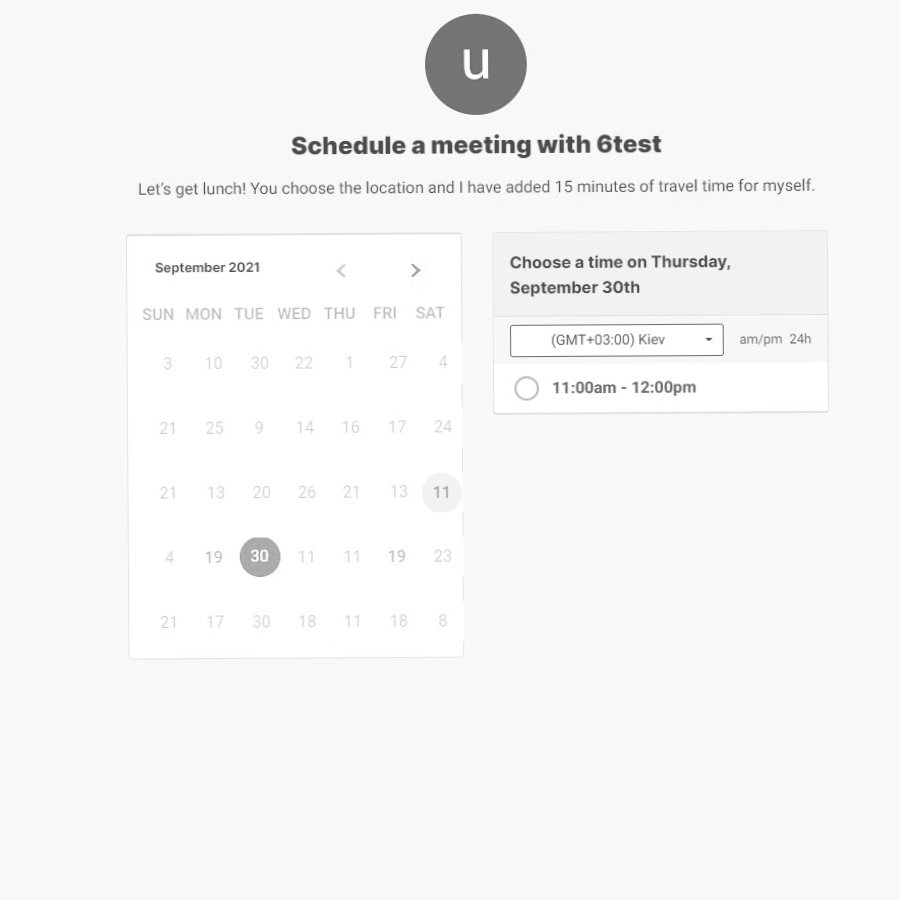 u
Schedule a meeting with 6test
Let's get lunch! You choose the location and I have added 15 minutes of travel time for myself.
September 2021
SUN MON TUE WED THU FRI SAT
3 10 30 22 1 27 4
21 25 9 14 16 17 24
21 13 20 26 21 13 11
4 19 30 11 11 19 23
21 17 30 18 11 18 8
Choose a time on Thursday,
September 30th
(GMT+03:00) Kiev am/pm 24h
11:00am - 12:00pm